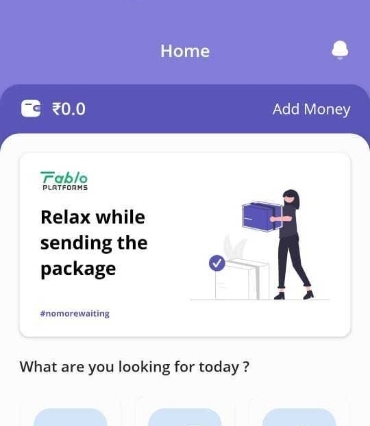 Home
₹0.0
Add Money
Fablo
PLATFORMS
Relax while
sending the
package
#nomorewaiting
What are you looking for today ?